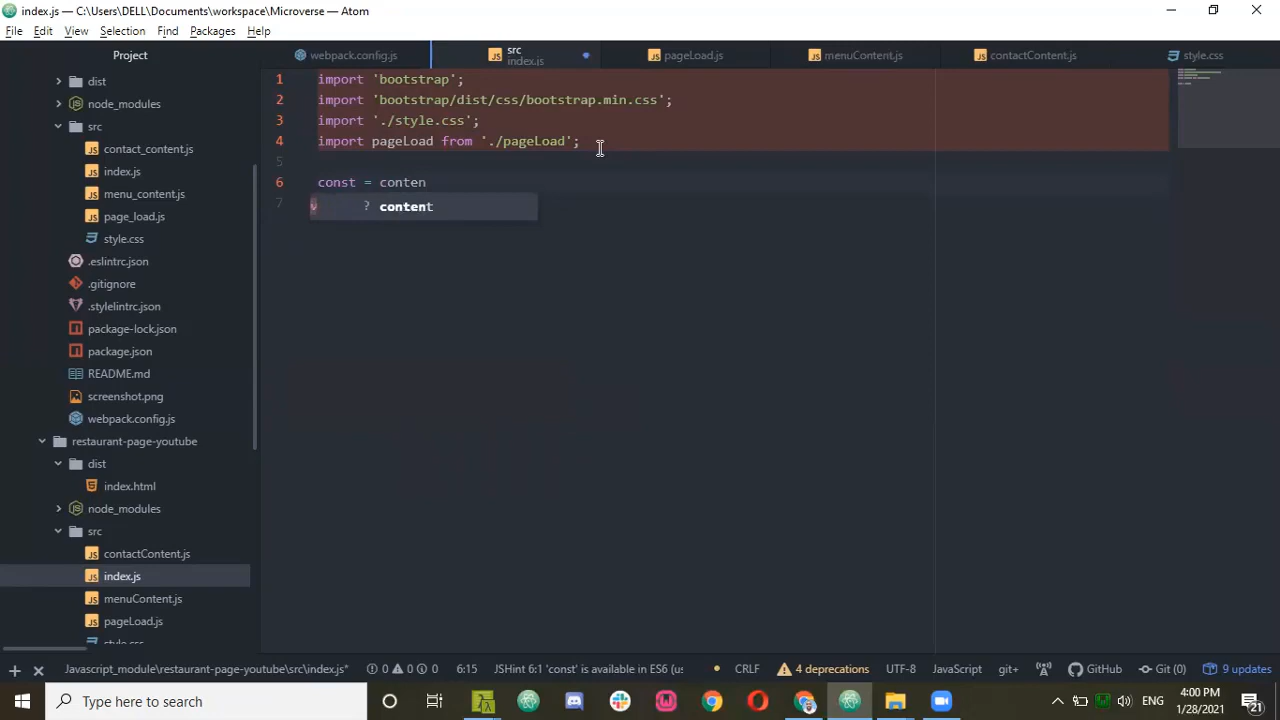 index.js — C:\Users\DELL\Documents\workspace\Microverse — Atom
File Edit View Selection Find Packages Help
Project
webpack.config.js
src
index.js
pageLoad.js
menuContent.js
contactContent.js
style.css
dist
node_modules
src
contact_content.js
index.js
menu_content.js
page_load.js
style.css
.eslintrc.json
.gitignore
.stylelintrc.json
package-lock.json
package.json
README.md
screenshot.png
webpack.config.js
restaurant-page-youtube
dist
index.html
node_modules
src
contactContent.js
index.js
menuContent.js
pageLoad.js
style.css
1 import 'bootstrap';
2 import 'bootstrap/dist/css/bootstrap.min.css';
3 import './style.css';
4 import pageLoad from './pageLoad';
5
6 const = conten
7
v ? content
Javascript_module\restaurant-page-youtube\src\index.js* 0 0 0 6:15 JSHint 6:1 'const' is available in ES6 (us CRLF 4 deprecations UTF-8 JavaScript git+ GitHub Git (0) 9 updates
Type here to search
ENG
4:00 PM
1/28/2021
21